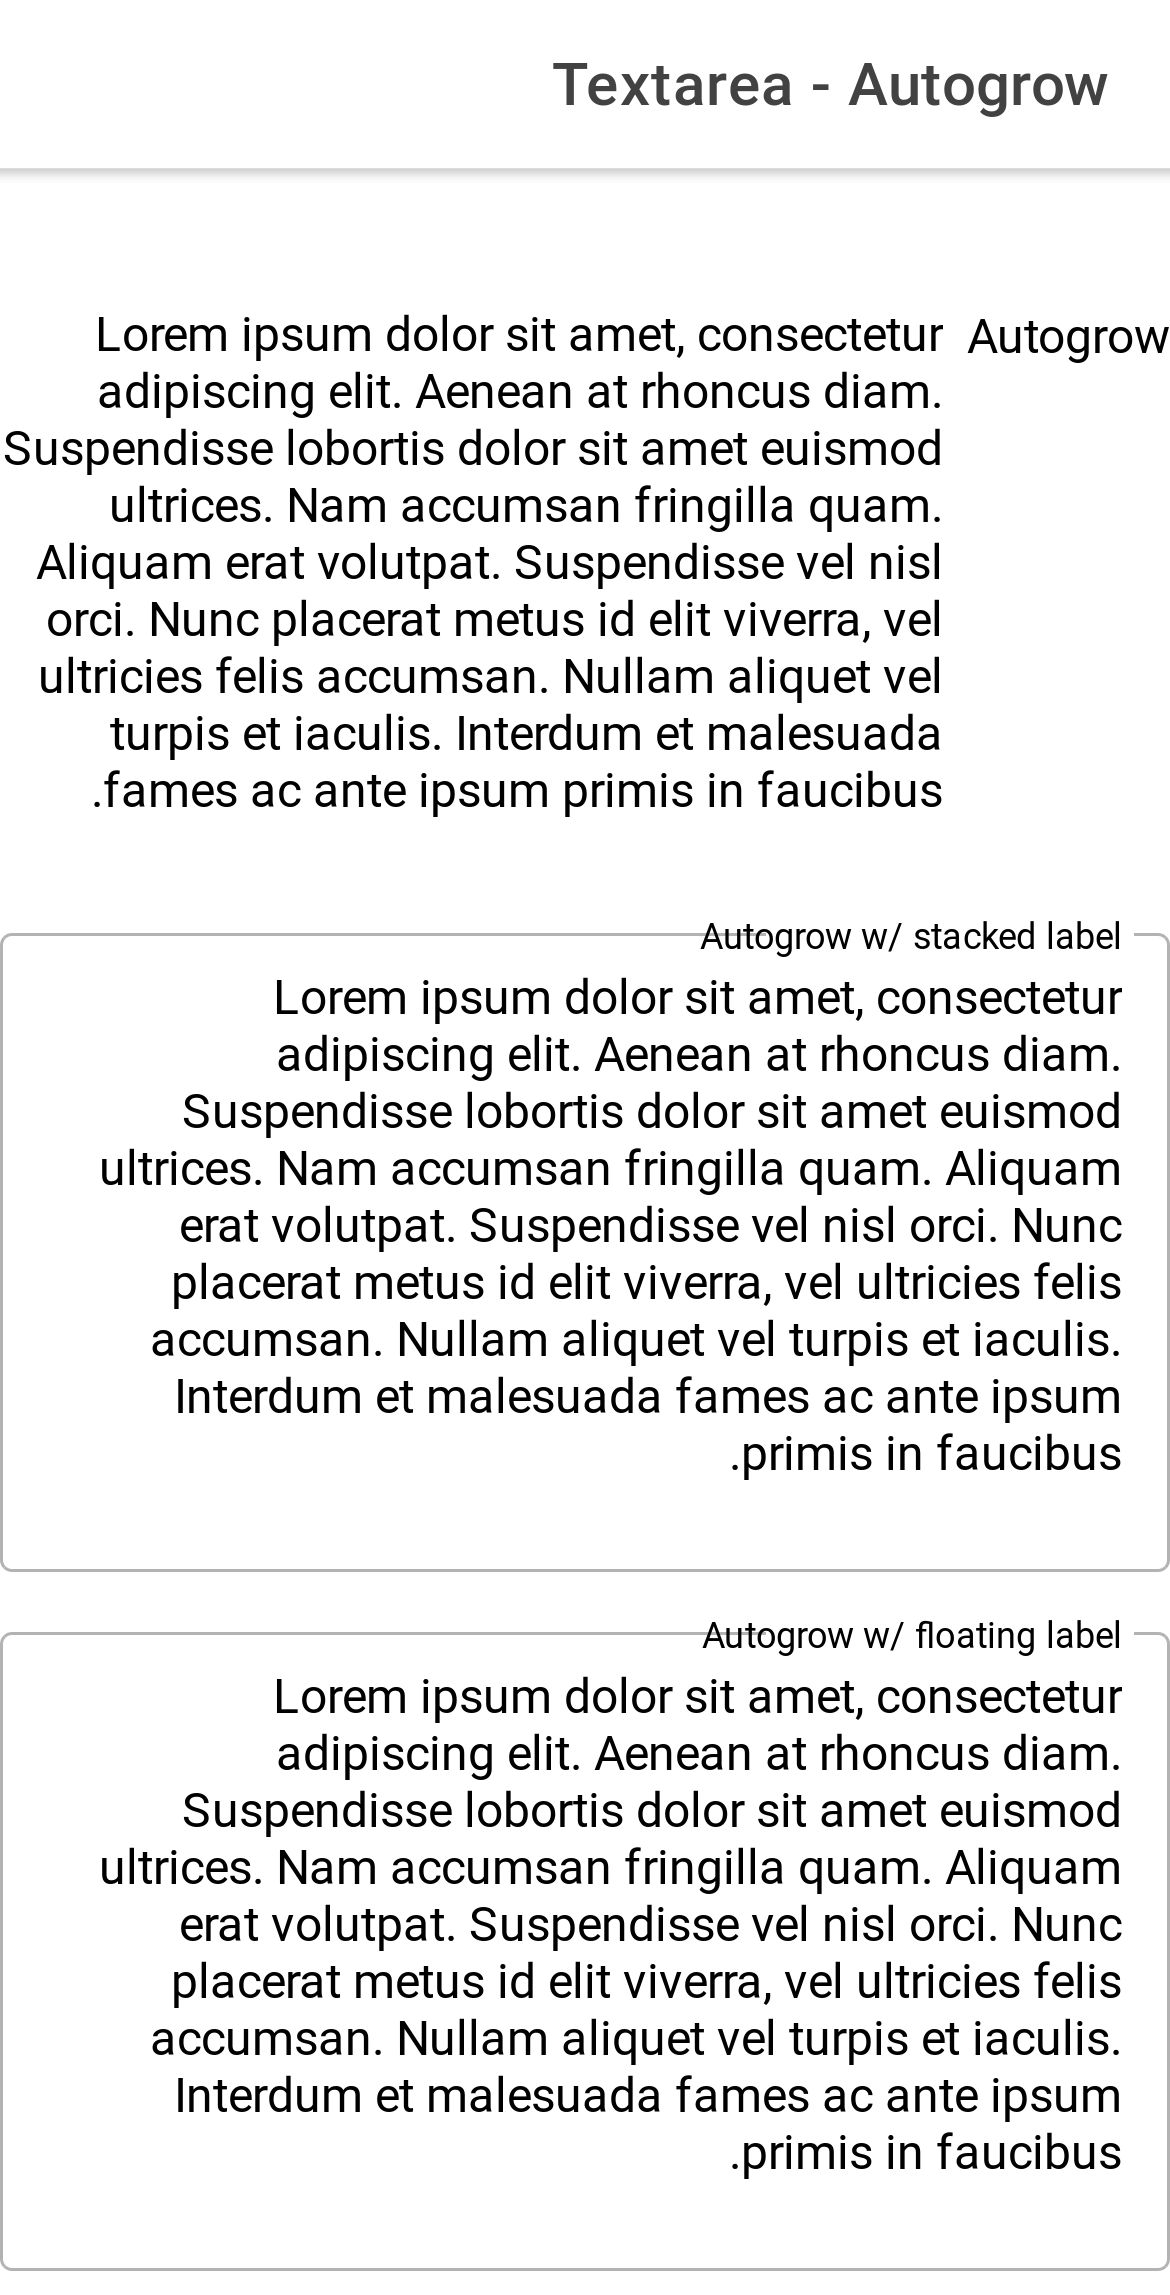 Textarea - Autogrow
Autogrow
Lorem ipsum dolor sit amet, consectetur
adipiscing elit. Aenean at rhoncus diam.
Suspendisse lobortis dolor sit amet euismod
ultrices. Nam accumsan fringilla quam.
Aliquam erat volutpat. Suspendisse vel nisl
orci. Nunc placerat metus id elit viverra, vel
ultricies felis accumsan. Nullam aliquet vel
turpis et iaculis. Interdum et malesuada
.fames ac ante ipsum primis in faucibus
Autogrow w/ stacked label
Lorem ipsum dolor sit amet, consectetur
adipiscing elit. Aenean at rhoncus diam.
Suspendisse lobortis dolor sit amet euismod
ultrices. Nam accumsan fringilla quam. Aliquam
erat volutpat. Suspendisse vel nisl orci. Nunc
placerat metus id elit viverra, vel ultricies felis
accumsan. Nullam aliquet vel turpis et iaculis.
Interdum et malesuada fames ac ante ipsum
.primis in faucibus
Autogrow w/ floating label
Lorem ipsum dolor sit amet, consectetur
adipiscing elit. Aenean at rhoncus diam.
Suspendisse lobortis dolor sit amet euismod
ultrices. Nam accumsan fringilla quam. Aliquam
erat volutpat. Suspendisse vel nisl orci. Nunc
placerat metus id elit viverra, vel ultricies felis
accumsan. Nullam aliquet vel turpis et iaculis.
Interdum et malesuada fames ac ante ipsum
.primis in faucibus